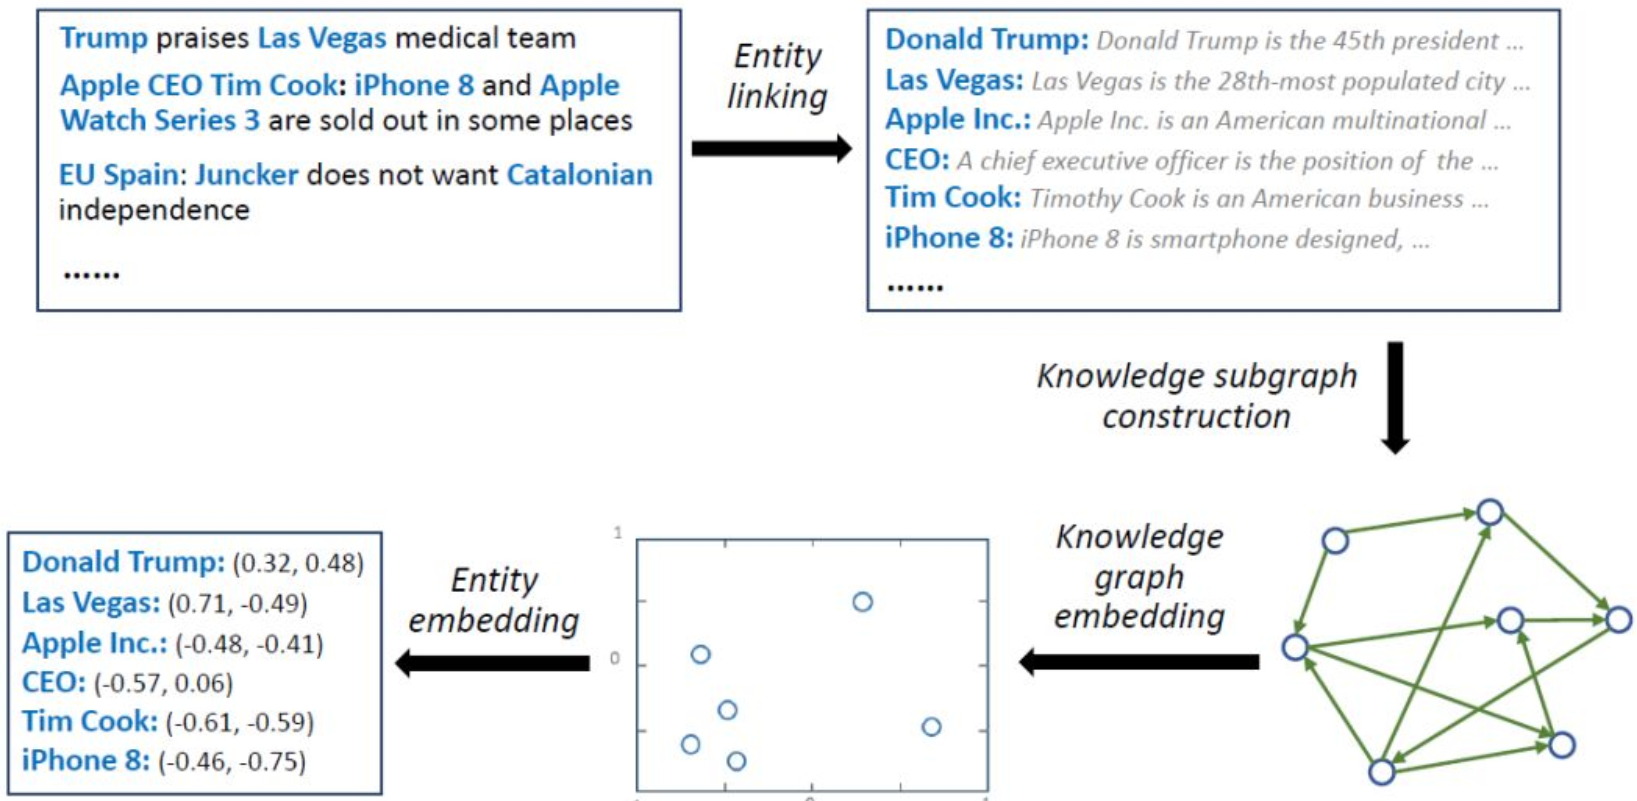 Trump praises Las Vegas medical team
Apple CEO Tim Cook: iPhone 8 and Apple
Watch Series 3 are sold out in some places
EU Spain: Juncker does not want Catalonian
independence
......
Entity
linking
Donald Trump: Donald Trump is the 45th president ...
Las Vegas: Las Vegas is the 28th-most populated city ...
Apple Inc.: Apple Inc. is an American multinational ...
CEO: A chief executive officer is the position of the ...
Tim Cook: Timothy Cook is an American business ...
iPhone 8: iPhone 8 is smartphone designed, ...
......
Knowledge subgraph
construction
Knowledge
graph
embedding
1
0
Entity
embedding
Donald Trump: (0.32, 0.48)
Las Vegas: (0.71, -0.49)
Apple Inc.: (-0.48, -0.41)
CEO: (-0.57, 0.06)
Tim Cook: (-0.61, -0.59)
iPhone 8: (-0.46, -0.75)